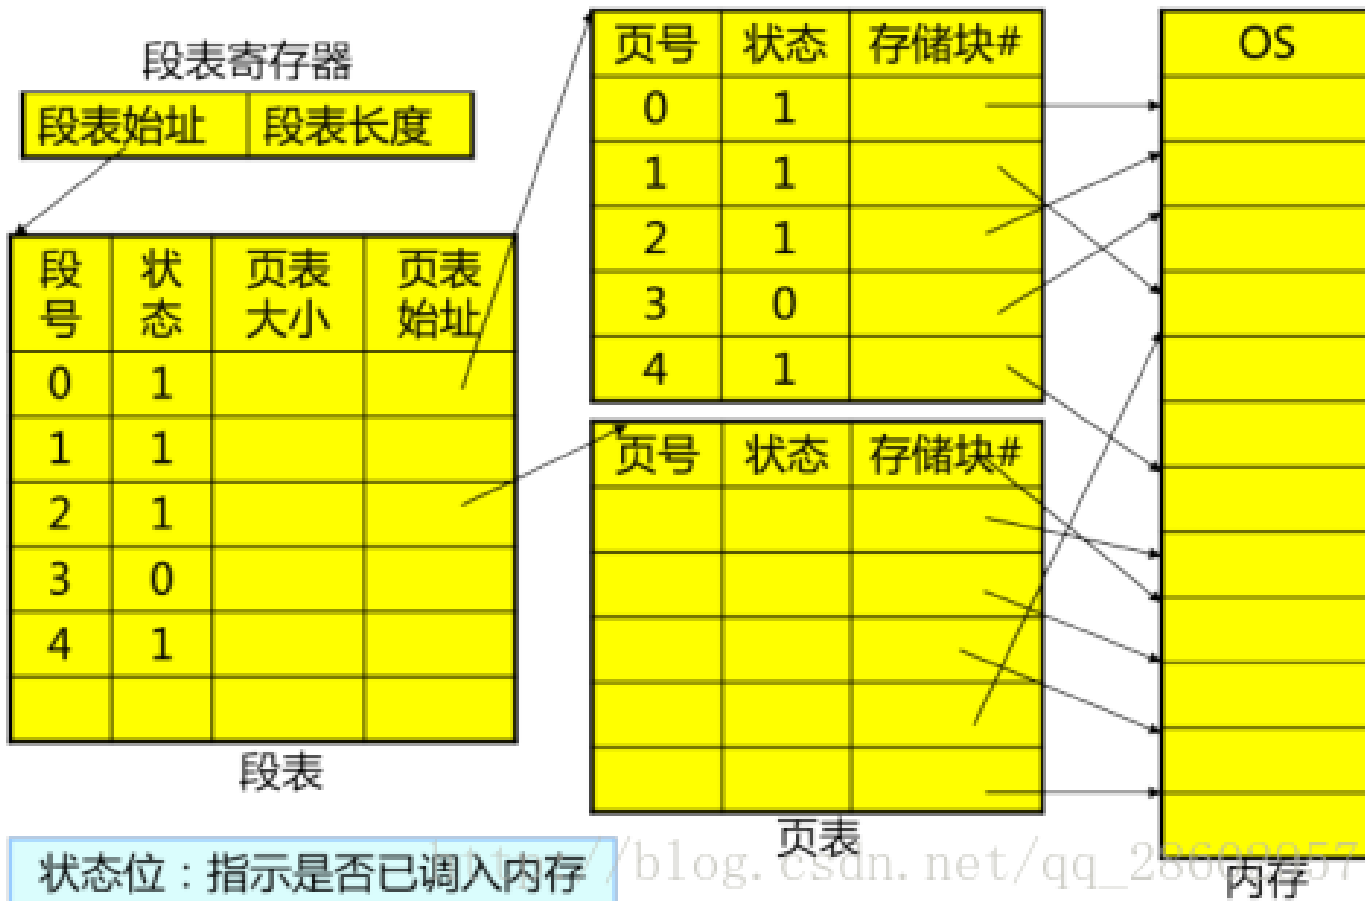 段表寄存器
段表始址 段表长度
段号 状态 页表大小 页表始址
0 1
1 1
2 1
3 0
4 1
段表
页号 状态 存储块#
0 1
1 1
2 1
3 0
4 1
页号 状态 存储块#
页表
OS
内存
状态位：指示是否已调入内存